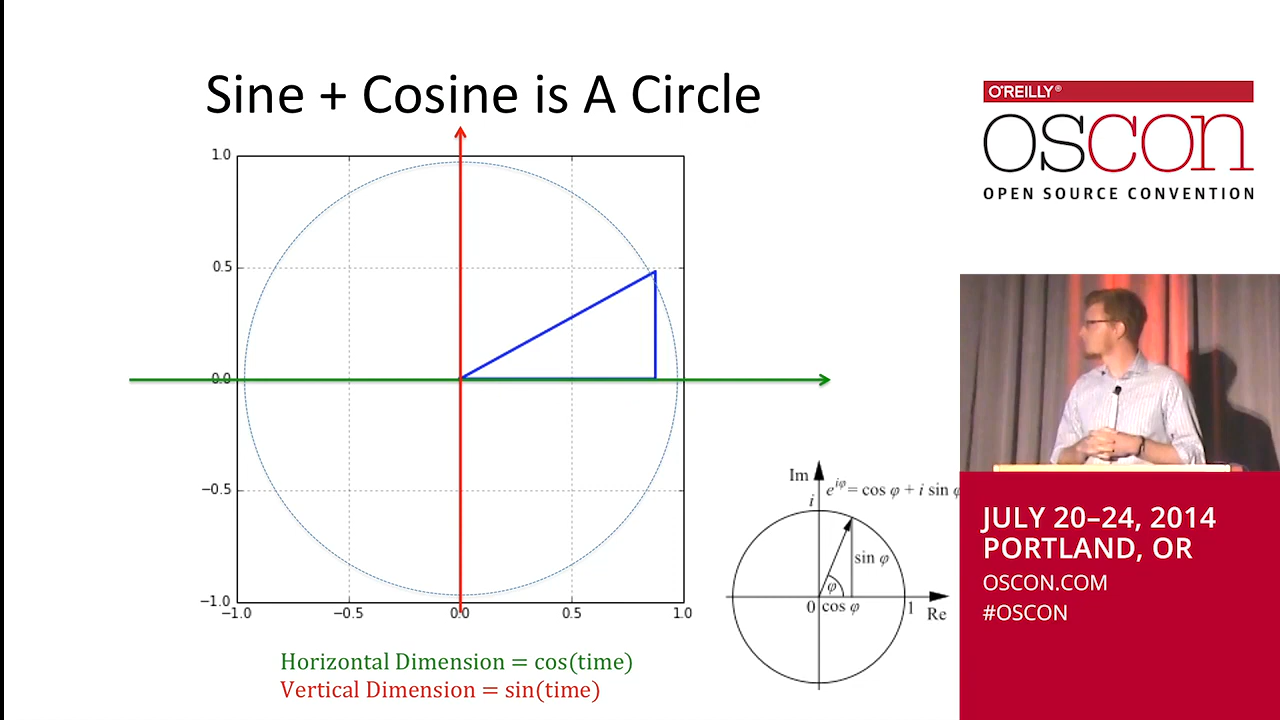 Sine + Cosine is A Circle
1.0
0.5
0.0
−0.5
−1.0
−1.0 −0.5 0.0 0.5 1.0
Horizontal Dimension = cos(time)
Vertical Dimension = sin(time)
Im
i
e^{iφ} = cos φ + i sin φ
sin φ
φ
0 cos φ 1 Re
O'REILLY®
OSCON
OPEN SOURCE CONVENTION
JULY 20–24, 2014
PORTLAND, OR
OSCON.COM
#OSCON